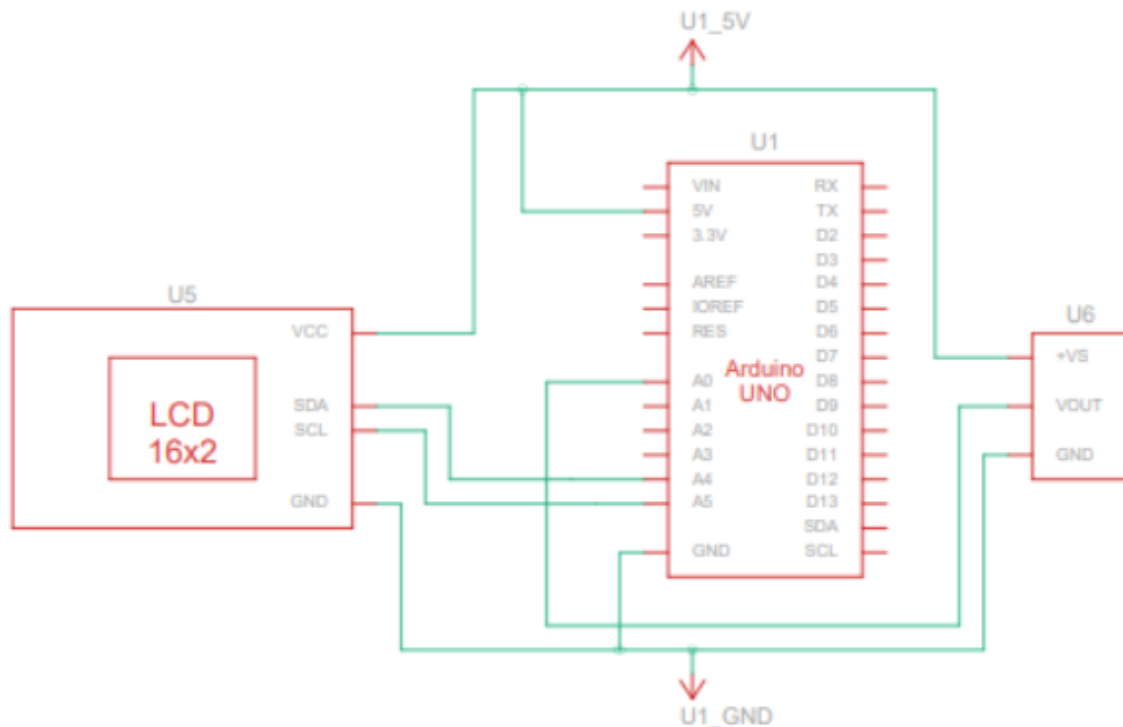 U1_5V
U1
VIN RX
5V TX
3.3V D2
D3
AREF D4
IOREF D5
RES D6
D7
A0 D8
A1 D9
A2 D10
A3 D11
A4 D12
A5 D13
SDA
GND SCL
Arduino
UNO
U5
VCC
SDA
SCL
GND
LCD
16x2
U6
+VS
VOUT
GND
U1_GND